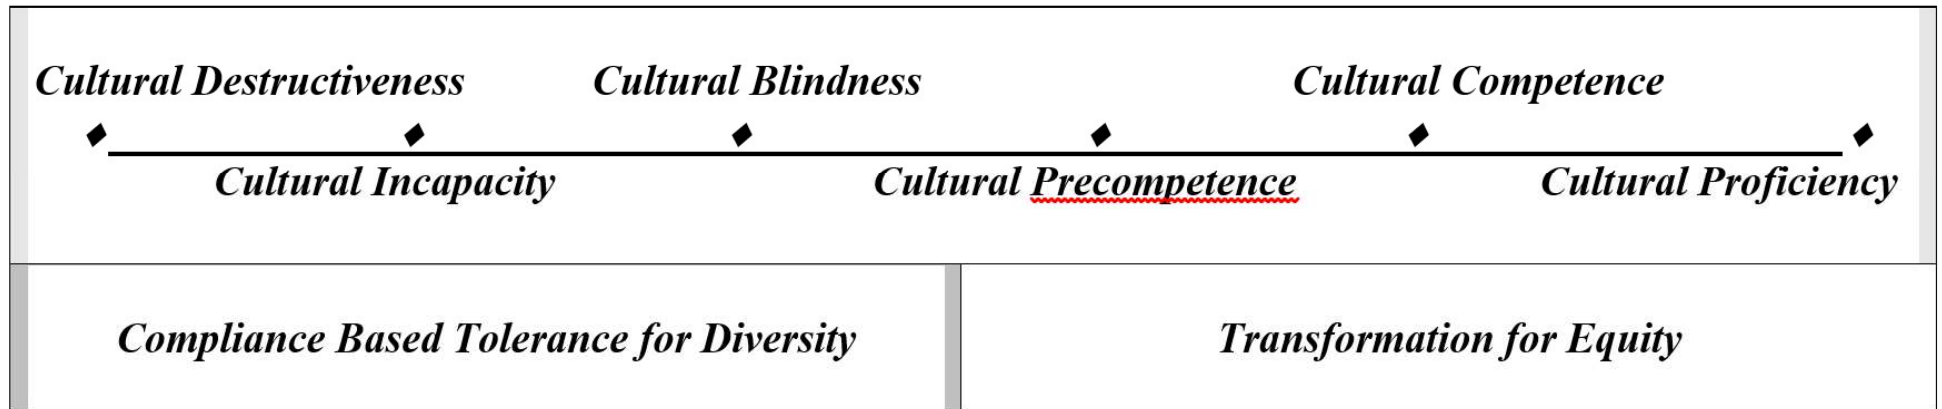 Cultural Destructiveness Cultural Blindness Cultural Competence
Cultural Incapacity Cultural Precompetence Cultural Proficiency
Compliance Based Tolerance for Diversity
Transformation for Equity